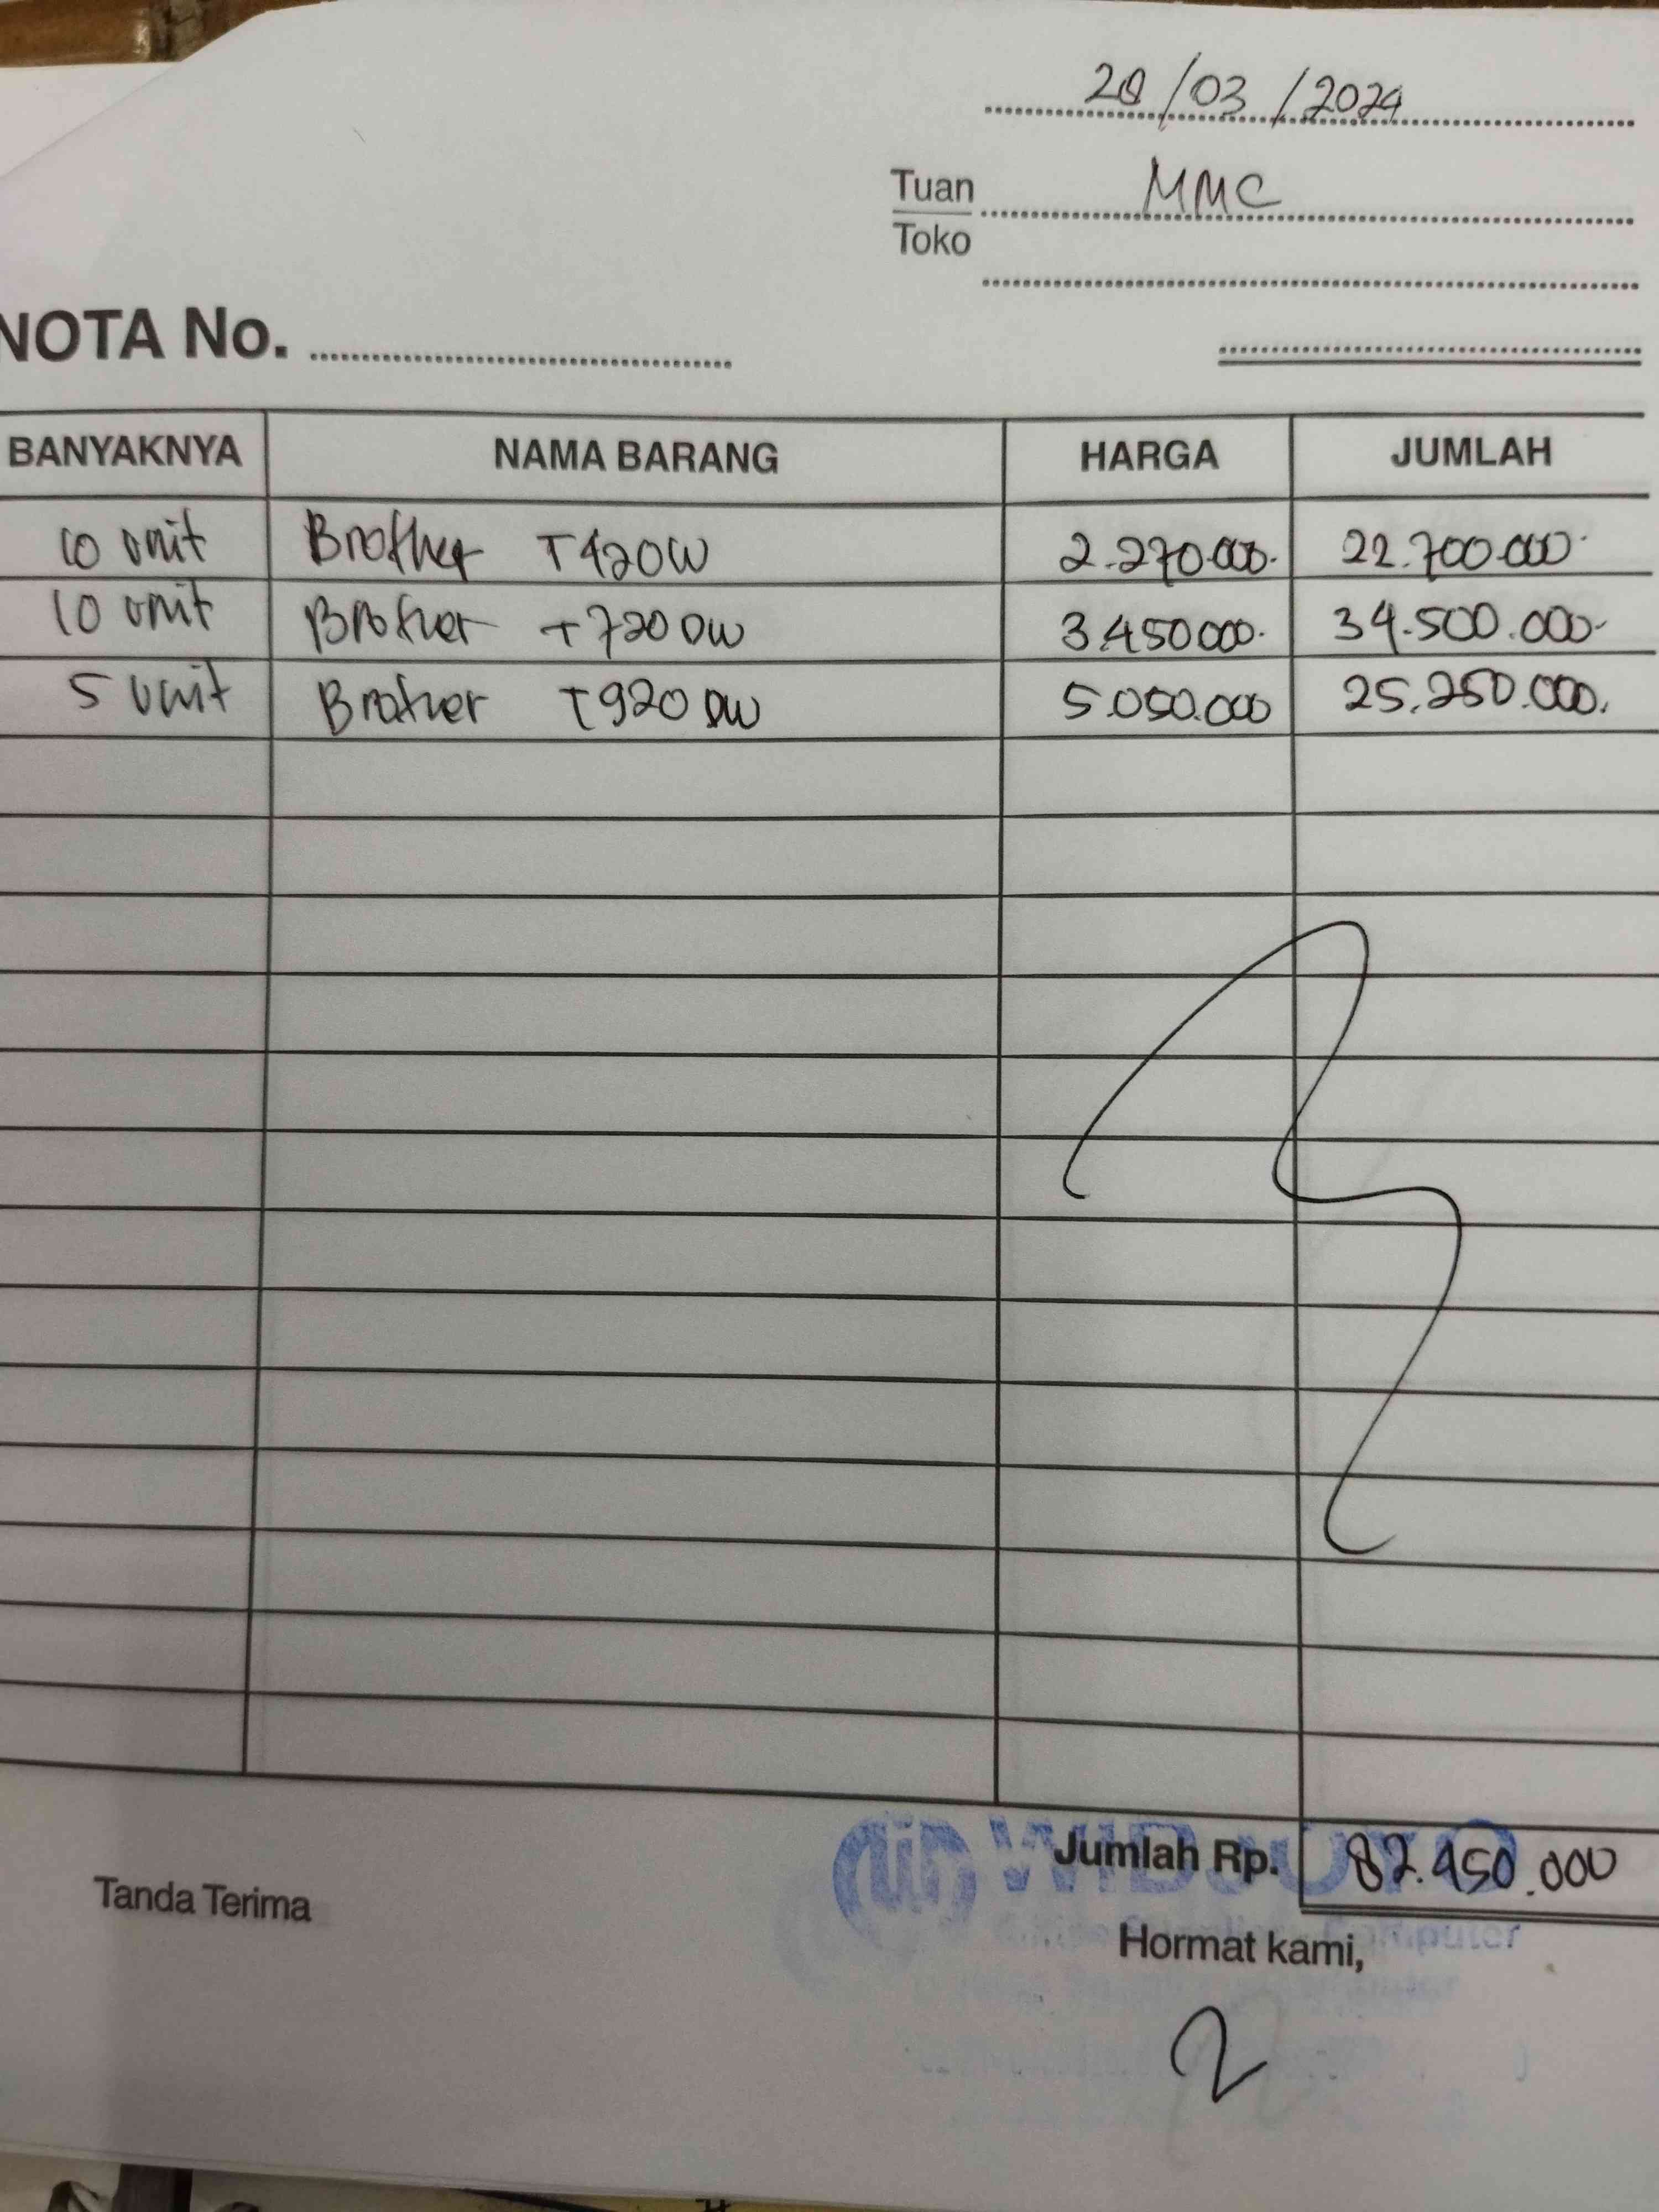 28/03/2024
Tuan MMC
Toko
NOTA No.
BANYAKNYA NAMA BARANG HARGA JUMLAH
10 unit Brother T420W 2.270.000. 22.700.000.
10 unit Brother T720DW 3.450.000. 34.500.000.
5 unit Brother T920DW 5.050.000 25.250.000.
Jumlah Rp. 82.450.000
Tanda Terima
Computer
Hormat kami,